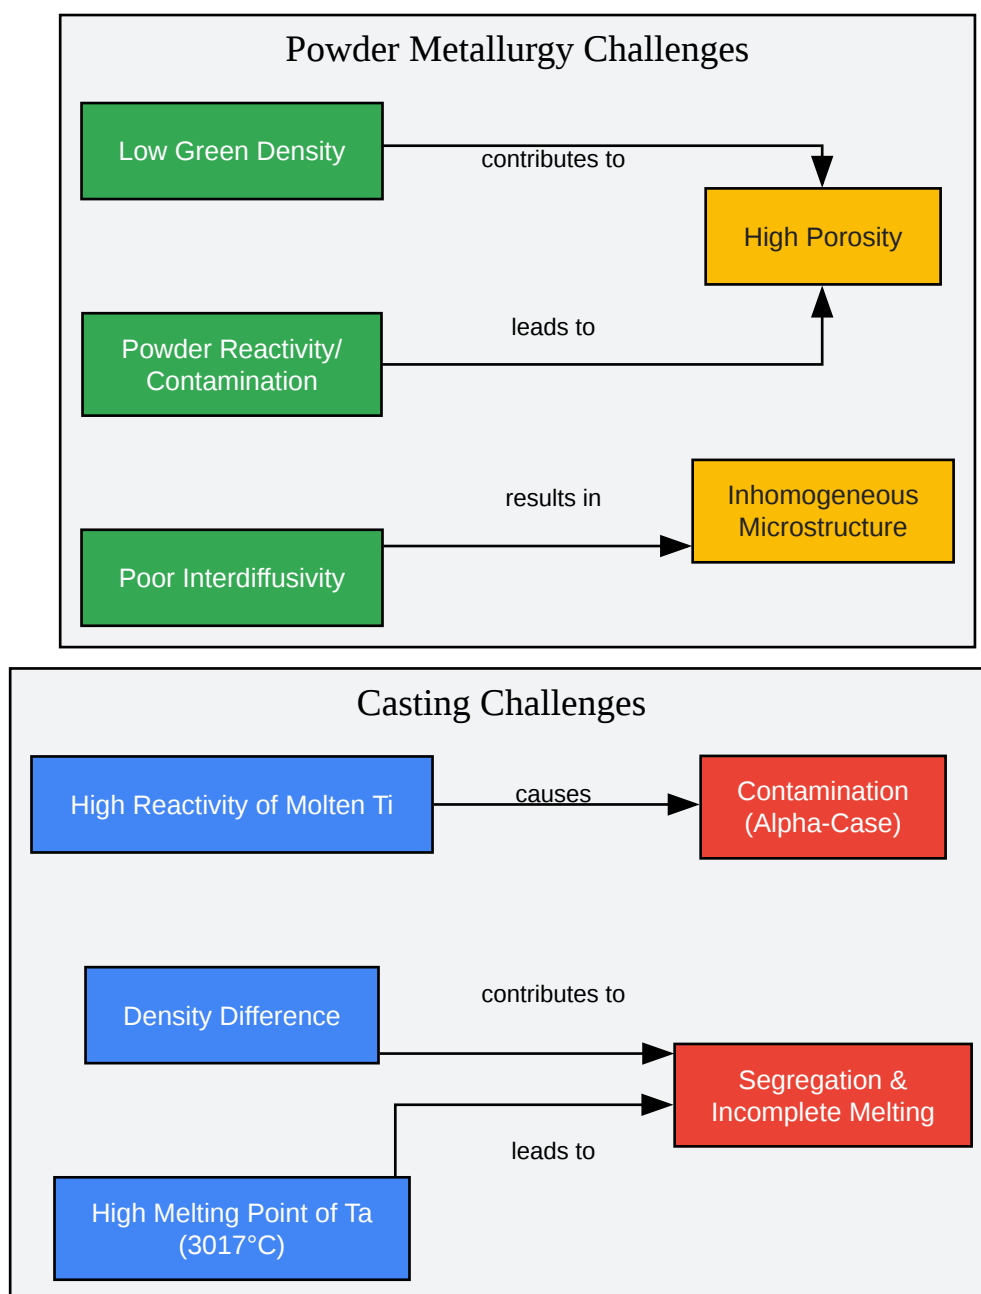 Powder Metallurgy Challenges
Low Green Density
contributes to
High Porosity
leads to
Powder Reactivity/
Contamination
Inhomogeneous
Microstructure
results in
Poor Interdiffusivity
Casting Challenges
High Reactivity of Molten Ti
causes
Contamination
(Alpha-Case)
Density Difference
contributes to
Segregation &
Incomplete Melting
leads to
High Melting Point of Ta
(3017°C)